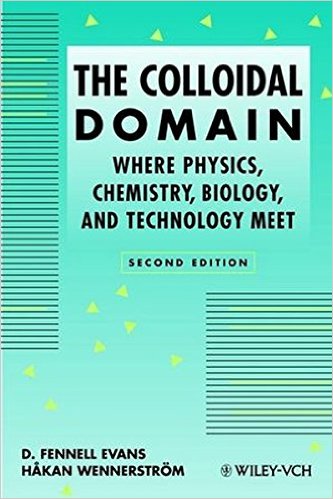 THE COLLOIDAL
DOMAIN
WHERE PHYSICS,
CHEMISTRY, BIOLOGY,
AND TECHNOLOGY MEET
SECOND EDITION
D. FENNELL EVANS
HÅKAN WENNERSTRÖM
WILEY-VCH